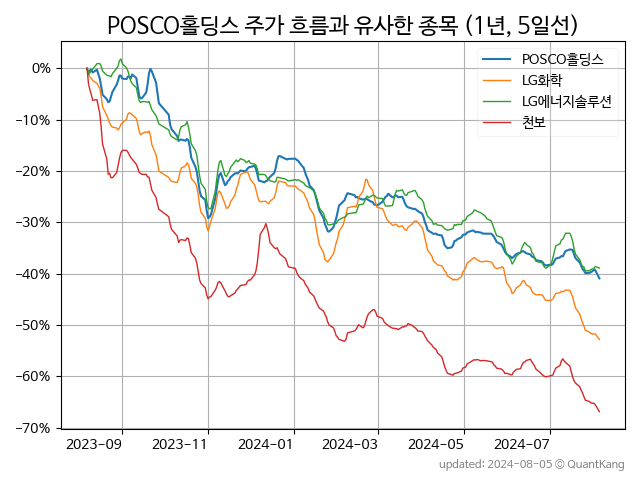 POSCO홀딩스 주가 흐름과 유사한 종목 (1년, 5일선)
POSCO홀딩스
LG화학
LG에너지솔루션
천보
0%
−10%
−20%
−30%
−40%
−50%
−60%
−70%
2023-09
2023-11
2024-01
2024-03
2024-05
2024-07
updated: 2024-08-05 © QuantKang